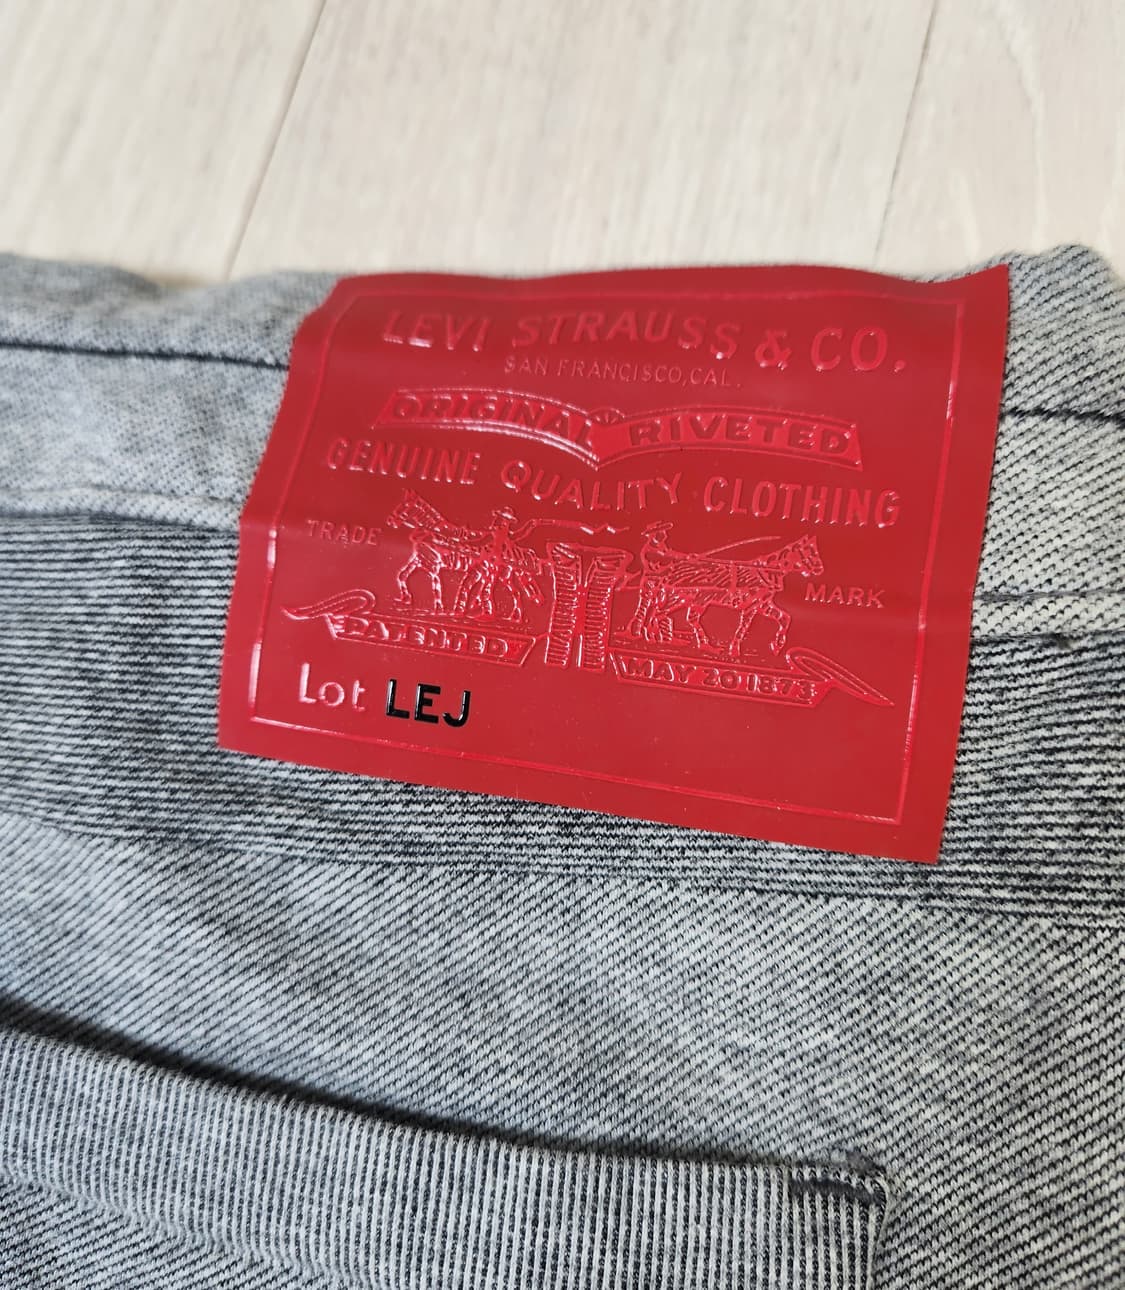 LEVI STRAUSS & CO.
SAN FRANCISCO, CAL.
ORIGINAL RIVETED
GENUINE QUALITY CLOTHING
TRADE MARK
PATENTED MAY 20 1873
Lot LEJ